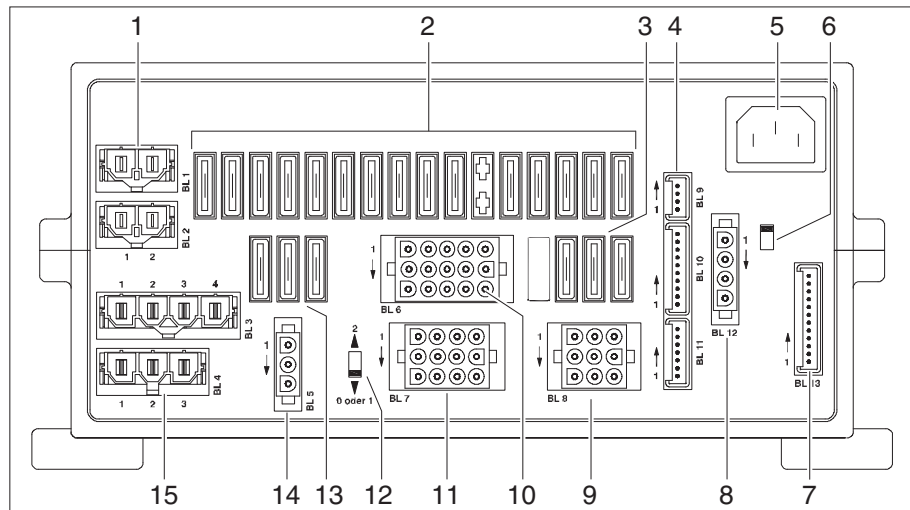 1 2 3 4 5 6
BL 1
BL 2
1 2
1 2 3 4
BL 3
BL 4
1 2 3
1
BL 5
2
0 oder 1
1
BL 6
1
BL 7
1
BL 8
1
BL 9
1
BL 10
1
BL 11
1
BL 12
1
BL 13
15 14 13 12 11 10 9 8 7